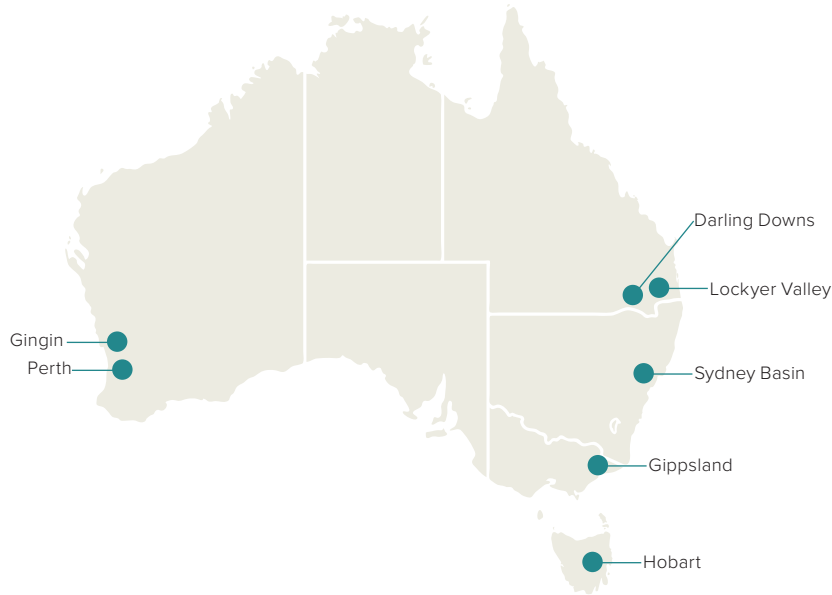 Darling Downs
Lockyer Valley
Gingin
Perth
Sydney Basin
Gippsland
Hobart